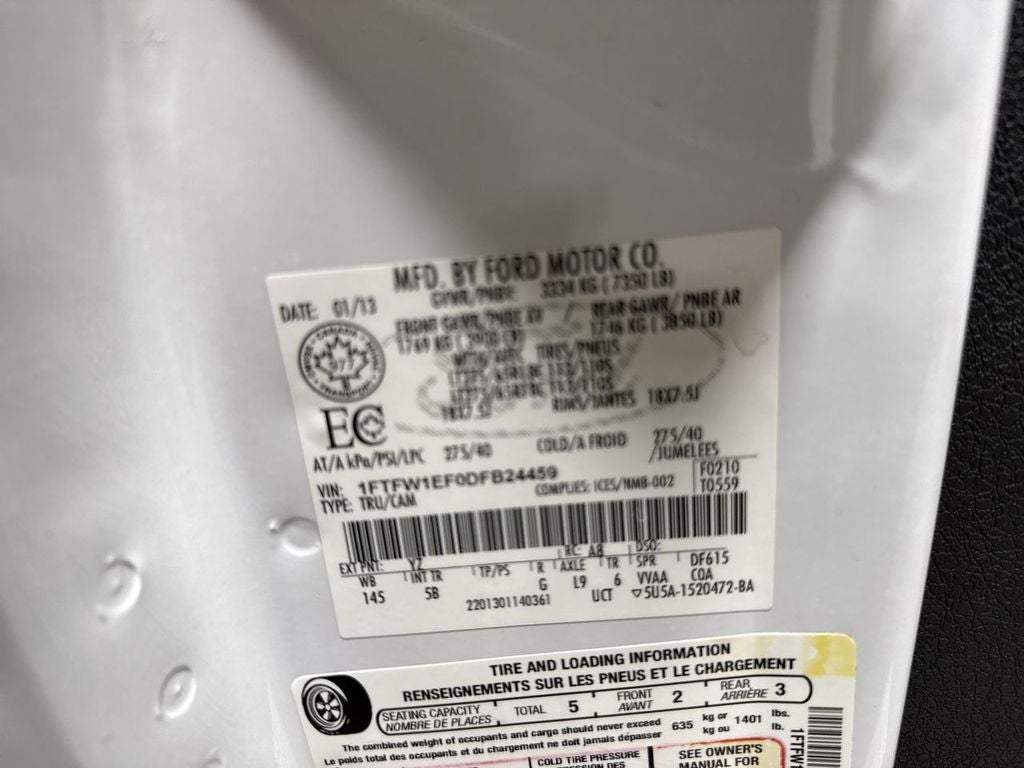 MFD. BY FORD MOTOR CO.
DATE: 01/13
GVWR/PNBV 3334 KG ( 7350 LB)
REAR GAWR/ PNBE AR
1746 KG ( 3850 LB)
CANADA
TRANSPORT
EC
TIRES/PNEUS
18X7.5J RIMS/JANTES 18X7.5J
AT/A kPa/PSI/LPC 275/40 COLD/A FROID 275/40
/JUMELEES
VIN: 1FTFW1EF0DFB24459
TYPE: TRU/CAM COMPLIES: ICES/NMB-002
F0210
T0559
EXT PNT: YZ RC: AB DSO:
WB INT TR TP/PS R AXLE TR SPR DF615
145 5B G L9 6 VVAA COA
2201301140361 UCT ▽5U5A-1520472-BA
TIRE AND LOADING INFORMATION
RENSEIGNEMENTS SUR LES PNEUS ET LE CHARGEMENT
SEATING CAPACITY
NOMBRE DE PLACES
TOTAL 5 FRONT AVANT 2 REAR ARRIÈRE 3
The combined weight of occupants and cargo should never exceed 635 kg or 1401 lbs.
Le poids total des occupants et du chargement ne doit jamais dépasser kg ou lb.
COLD TIRE PRESSURE
SEE OWNER'S
MANUAL FOR
1FTFW1